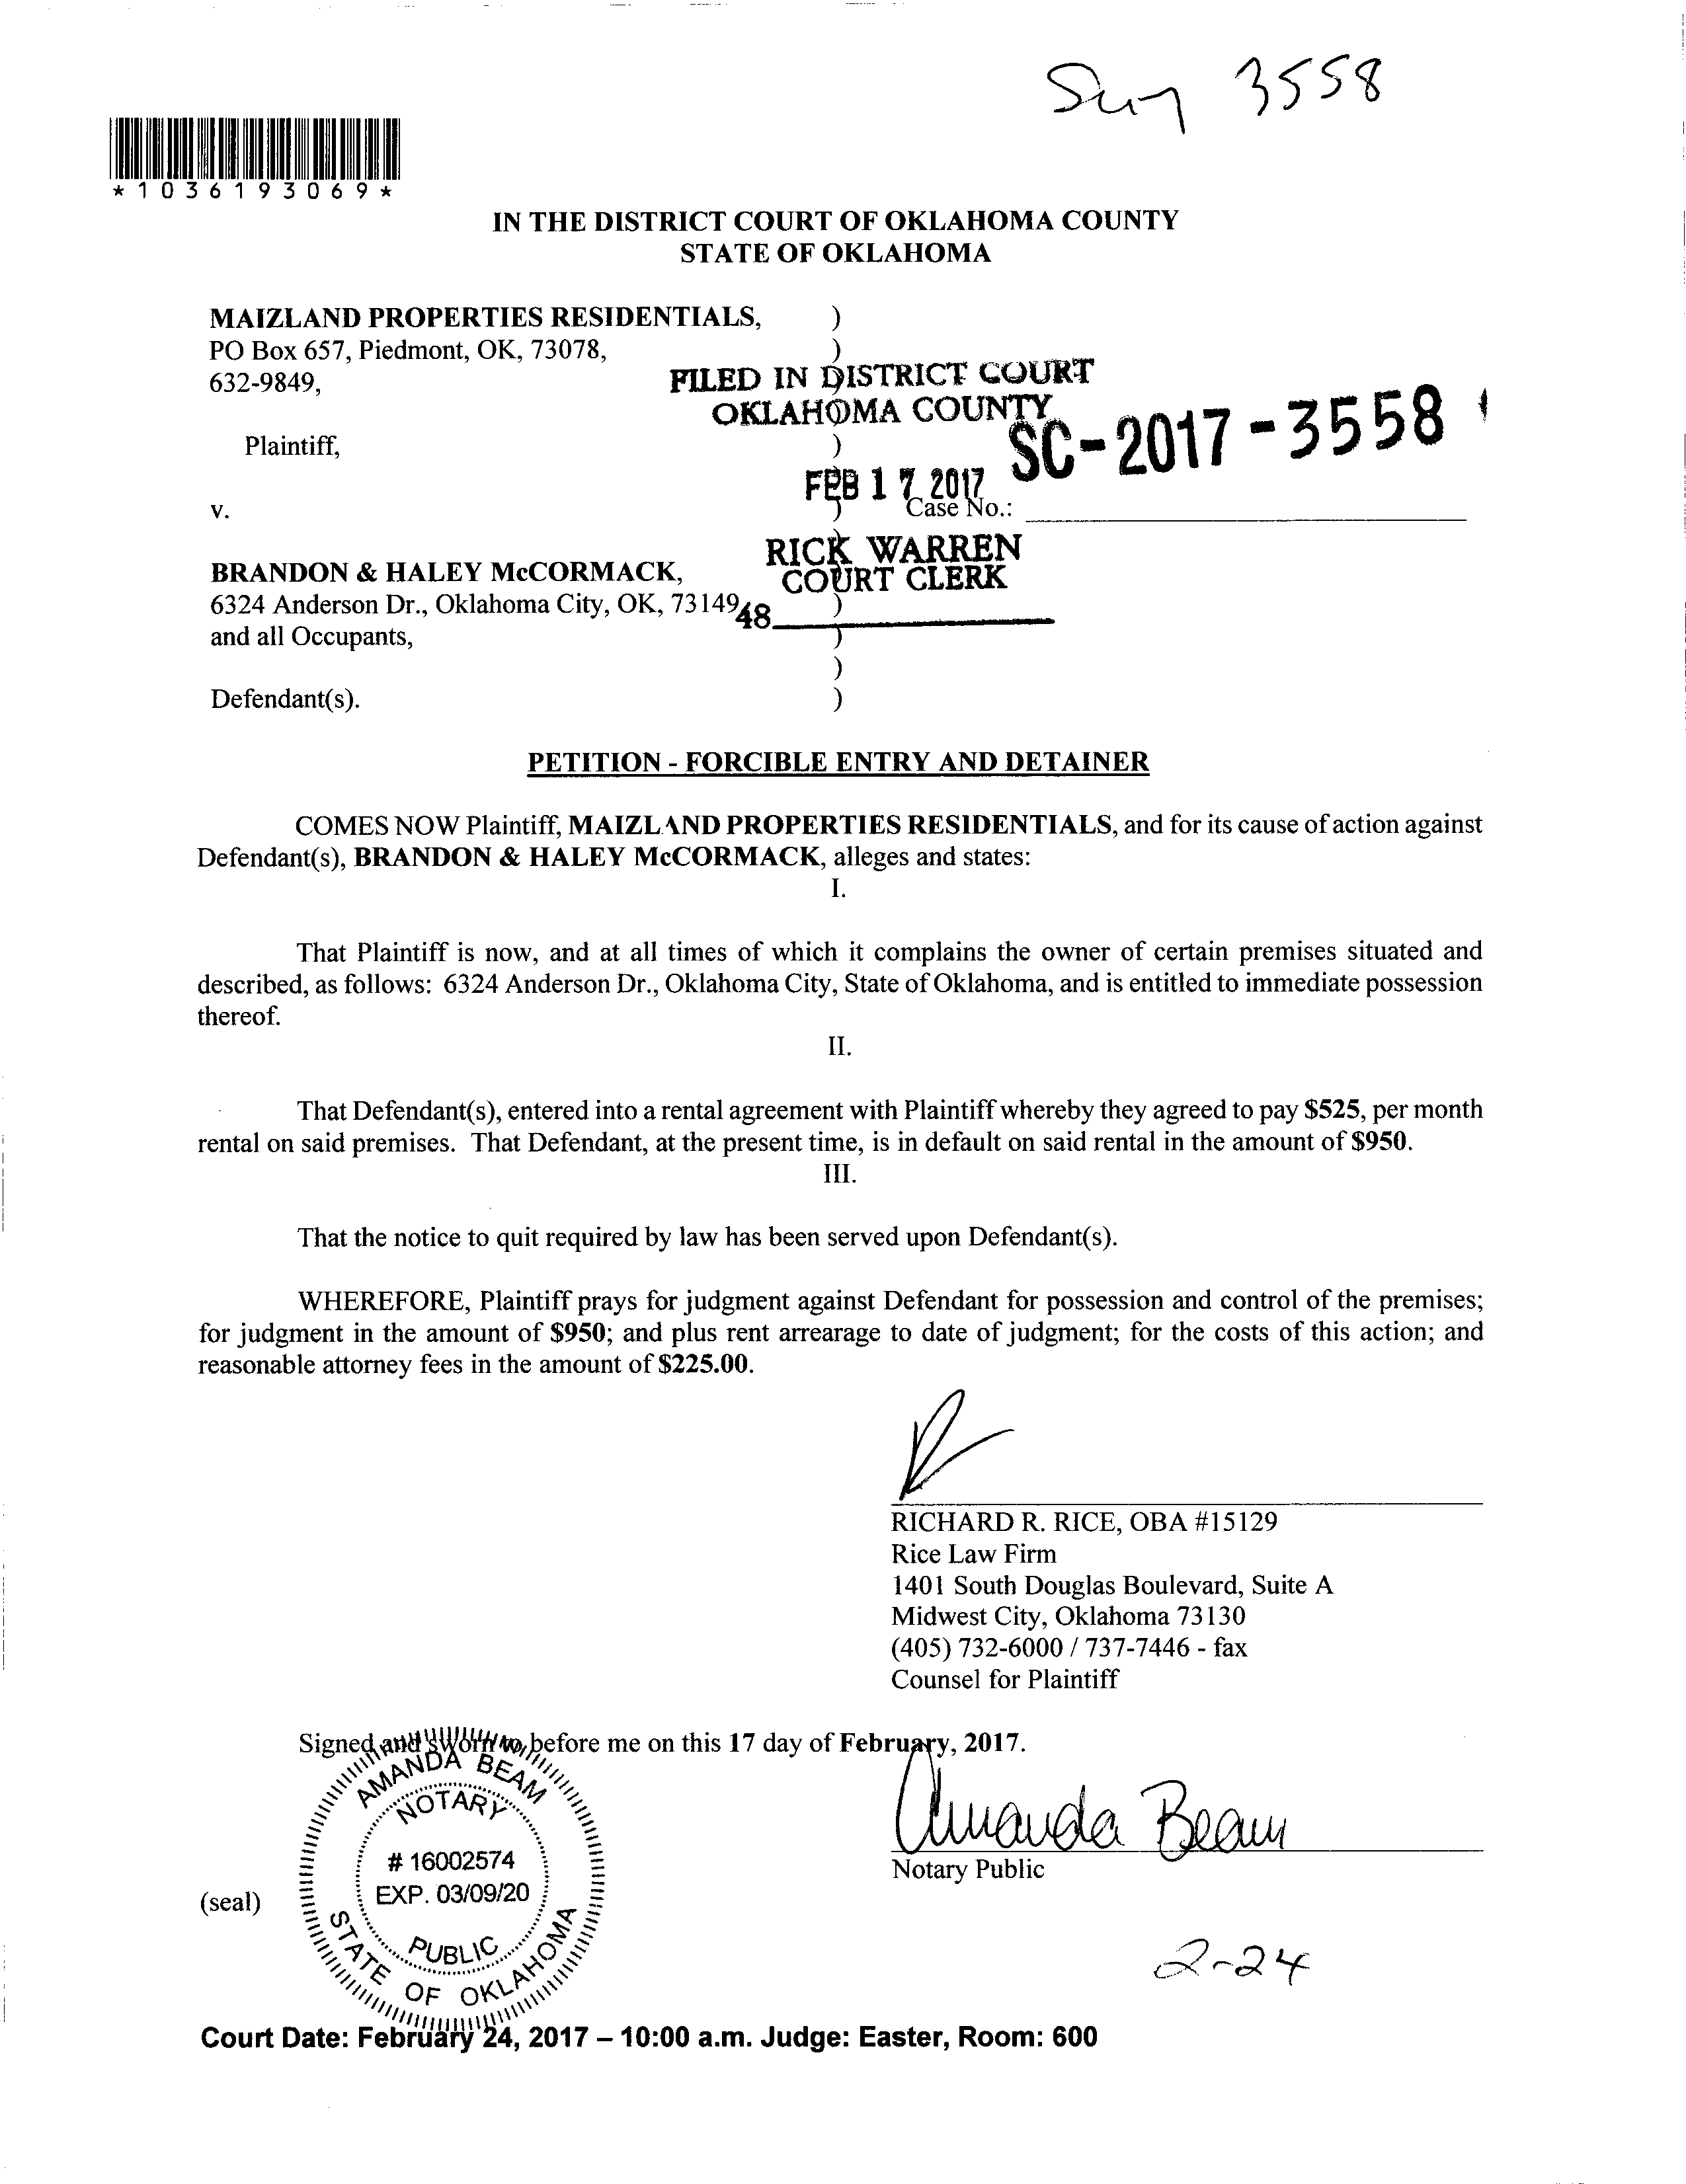 3558
*1036193069*
IN THE DISTRICT COURT OF OKLAHOMA COUNTY
STATE OF OKLAHOMA
MAIZLAND PROPERTIES RESIDENTIALS, )
PO Box 657, Piedmont, OK, 73078, )
632-9849,
FILED IN DISTRICT COURT
OKLAHOMA COUNTY
Plaintiff, )
SC-2017-3558
FEB 17 2017
v. ) Case No.:
RICK WARREN
COURT CLERK
BRANDON & HALEY McCORMACK,
6324 Anderson Dr., Oklahoma City, OK, 73149, )
48
and all Occupants, )
)
Defendant(s). )
PETITION - FORCIBLE ENTRY AND DETAINER
COMES NOW Plaintiff, MAIZLAND PROPERTIES RESIDENTIALS, and for its cause of action against
Defendant(s), BRANDON & HALEY McCORMACK, alleges and states:
I.
That Plaintiff is now, and at all times of which it complains the owner of certain premises situated and
described, as follows: 6324 Anderson Dr., Oklahoma City, State of Oklahoma, and is entitled to immediate possession
thereof.
II.
That Defendant(s), entered into a rental agreement with Plaintiff whereby they agreed to pay $525, per month
rental on said premises. That Defendant, at the present time, is in default on said rental in the amount of $950.
III.
That the notice to quit required by law has been served upon Defendant(s).
WHEREFORE, Plaintiff prays for judgment against Defendant for possession and control of the premises;
for judgment in the amount of $950; and plus rent arrearage to date of judgment; for the costs of this action; and
reasonable attorney fees in the amount of $225.00.
RICHARD R. RICE, OBA #15129
Rice Law Firm
1401 South Douglas Boulevard, Suite A
Midwest City, Oklahoma 73130
(405) 732-6000 / 737-7446 - fax
Counsel for Plaintiff
Signed and sworn to, before me on this 17 day of February, 2017.
AMANDA BEAM
NOTARY
# 16002574
EXP. 03/09/20
PUBLIC
STATE OF OKLAHOMA
Amanda Beam
Notary Public
(seal)
2-24
Court Date: February 24, 2017 – 10:00 a.m. Judge: Easter, Room: 600